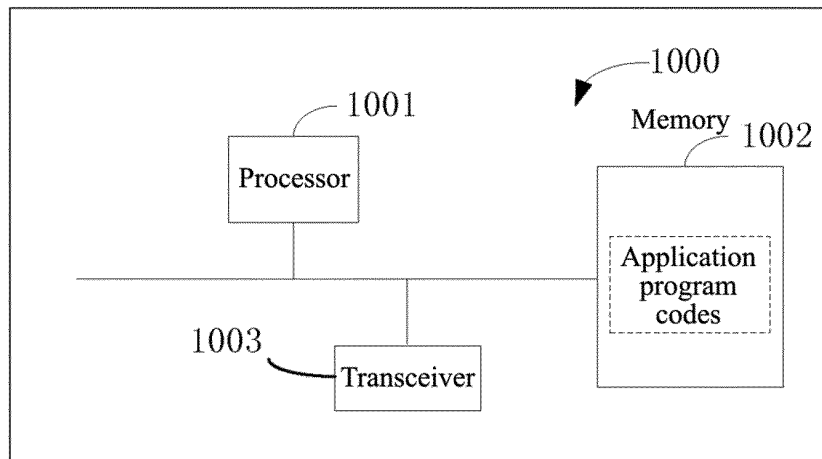 1000
1001
Memory
1002
Processor
Application
program
codes
1003
Transceiver